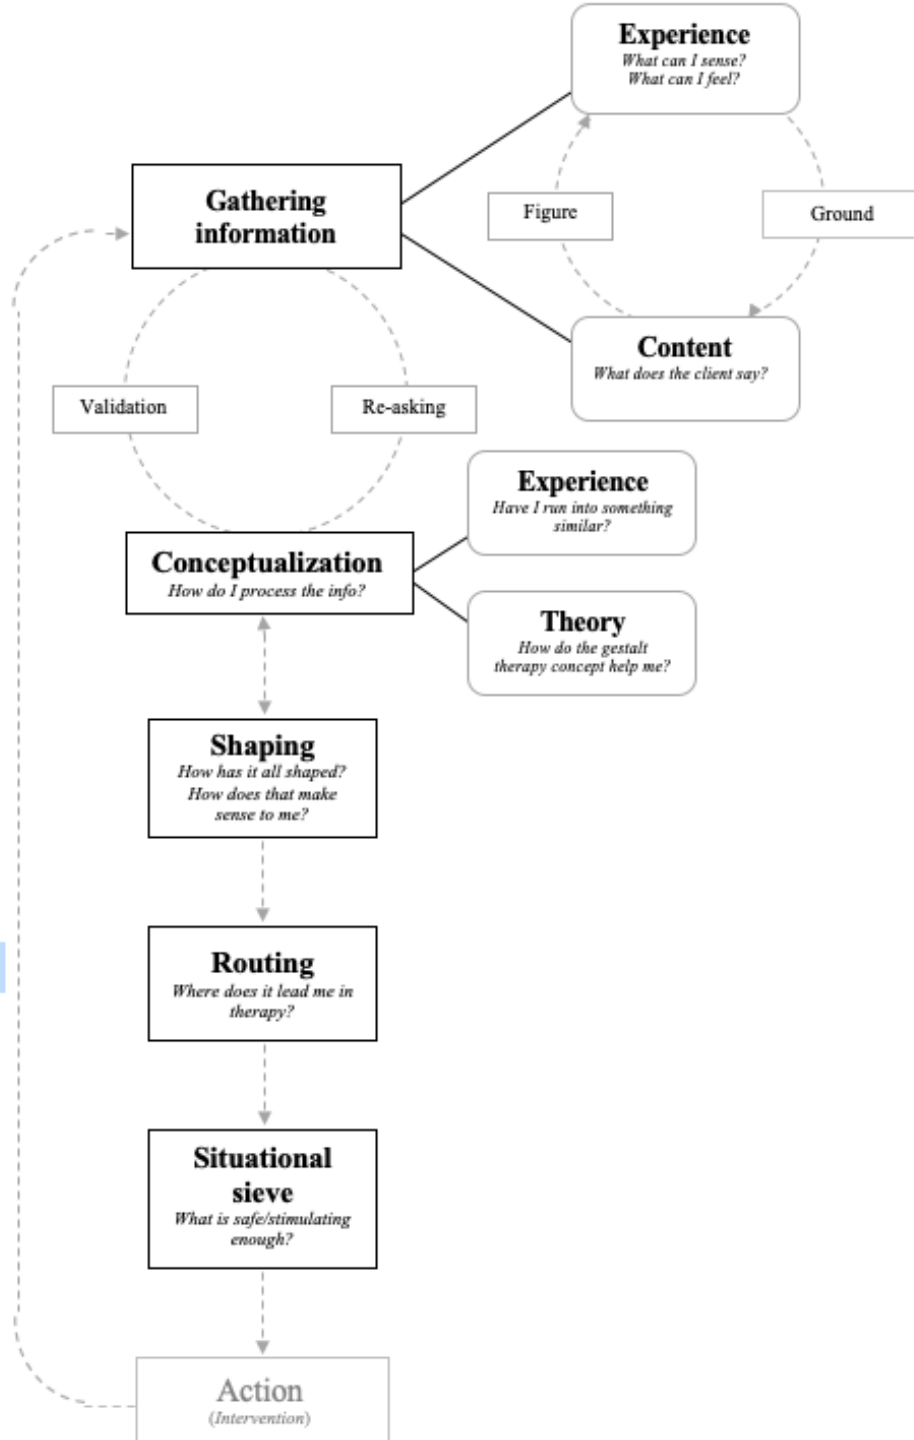 Experience
What can I sense?
What can I feel?
Gathering
information
Figure
Ground
Content
What does the client say?
Validation
Re-asking
Experience
Have I run into something
similar?
Conceptualization
How do I process the info?
Theory
How do the gestalt
therapy concept help me?
Shaping
How has it all shaped?
How does that make
sense to me?
Routing
Where does it lead me in
therapy?
Situational
sieve
What is safe/stimulating
enough?
Action
(Intervention)